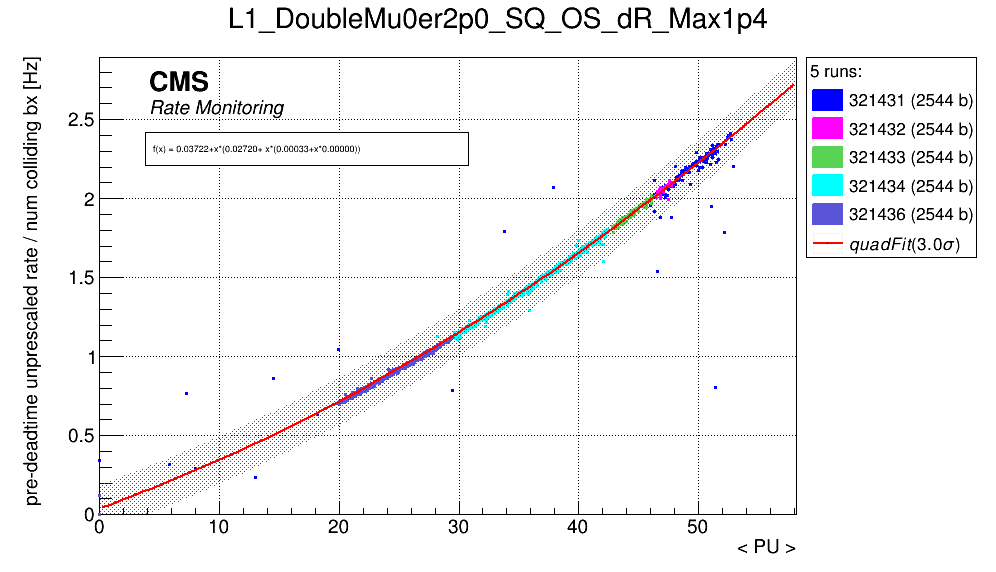 L1_DoubleMu0er2p0_SQ_OS_dR_Max1p4
pre-deadtime unprescaled rate / num colliding bx [Hz]
CMS
Rate Monitoring
f(x) = 0.03722+x*(0.02720+ x*(0.00033+x*0.00000))
2.5
2
1.5
1
0.5
0
0 10 20 30 40 50
< PU >
5 runs:
321431 (2544 b)
321432 (2544 b)
321433 (2544 b)
321434 (2544 b)
321436 (2544 b)
quadFit(3.0σ)